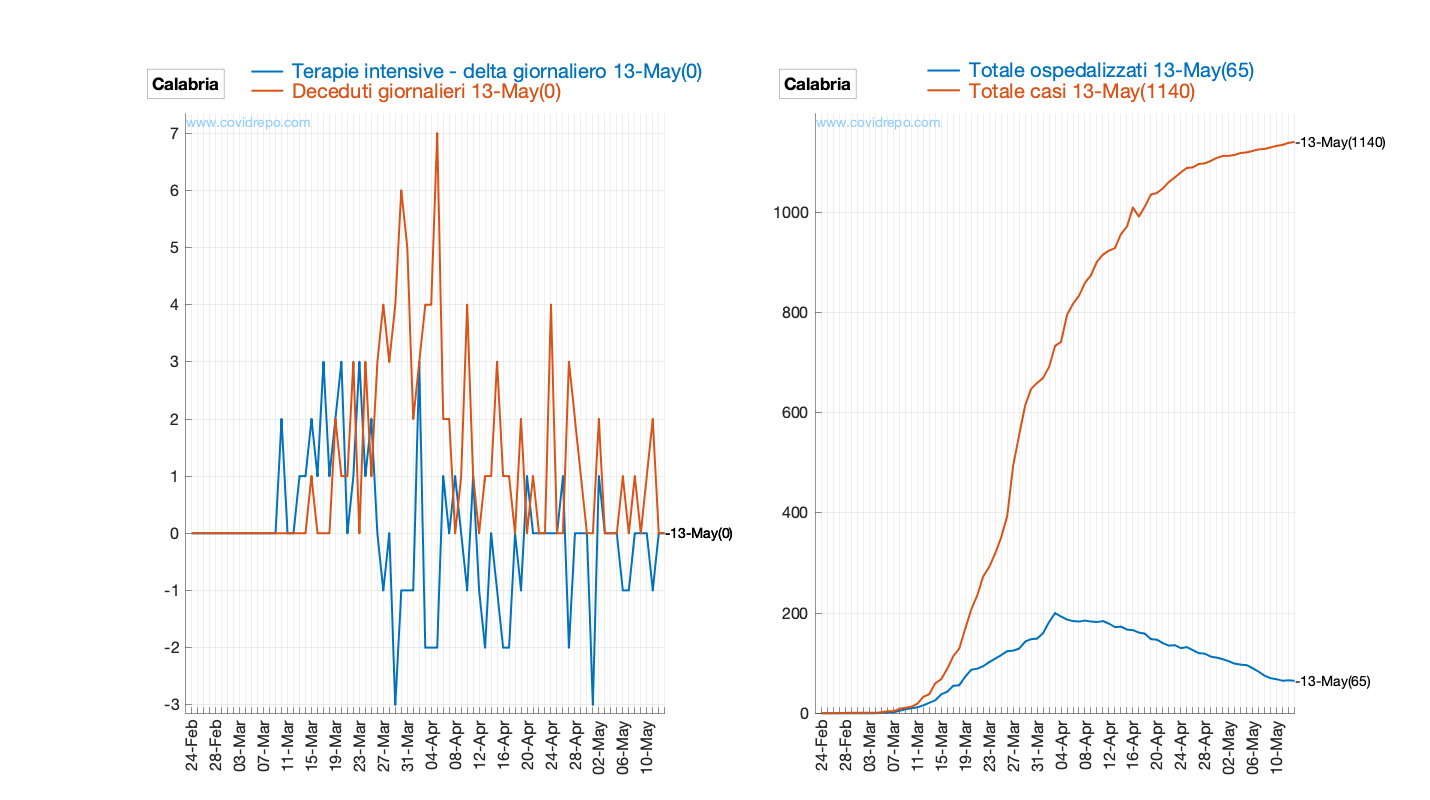 Calabria
Terapie intensive - delta giornaliero 13-May(0)
Deceduti giornalieri 13-May(0)
www.covidrepo.com
7
6
5
4
3
2
1
0
-1
-2
-3
-13-May(0)
24-Feb
28-Feb
03-Mar
07-Mar
11-Mar
15-Mar
19-Mar
23-Mar
27-Mar
31-Mar
04-Apr
08-Apr
12-Apr
16-Apr
20-Apr
24-Apr
28-Apr
02-May
06-May
10-May
Calabria
Totale ospedalizzati 13-May(65)
Totale casi 13-May(1140)
www.covidrepo.com
1000
800
600
400
200
0
-13-May(1140)
-13-May(65)
24-Feb
28-Feb
03-Mar
07-Mar
11-Mar
15-Mar
19-Mar
23-Mar
27-Mar
31-Mar
04-Apr
08-Apr
12-Apr
16-Apr
20-Apr
24-Apr
28-Apr
02-May
06-May
10-May